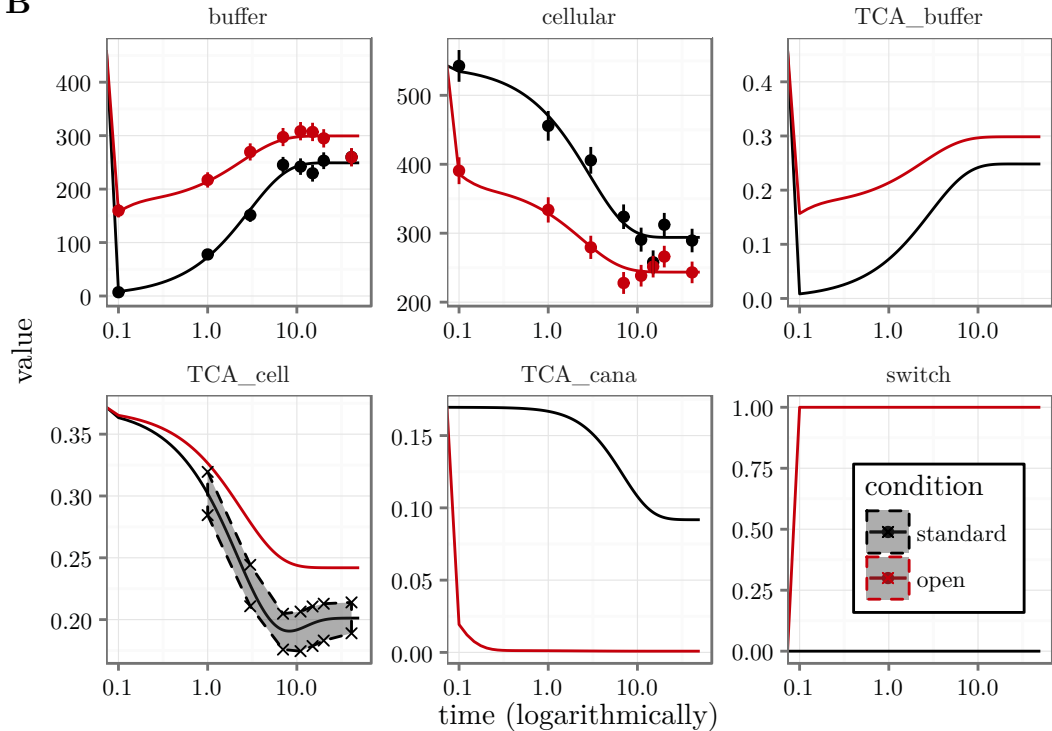 B
buffer
cellular
TCA_buffer
400
300
200
100
0
0.1 1.0 10.0
500
400
300
200
0.1 1.0 10.0
0.4
0.3
0.2
0.1
0.0
0.1 1.0 10.0
value
TCA_cell
TCA_cana
switch
0.35
0.30
0.25
0.20
0.1 1.0 10.0
0.15
0.10
0.05
0.00
0.1 1.0 10.0
1.00
0.75
0.50
0.25
0.00
0.1 1.0 10.0
condition
standard
open
time (logarithmically)